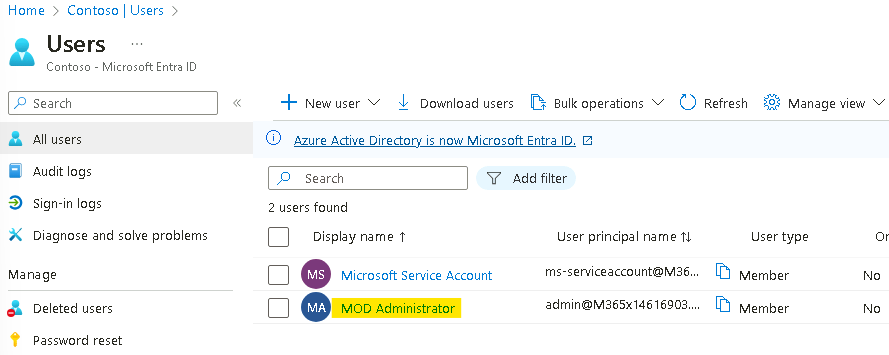 Home > Contoso | Users >
Users ...
Contoso - Microsoft Entra ID
Search «
All users
Audit logs
Sign-in logs
Diagnose and solve problems
Manage
Deleted users
Password reset
+ New user Download users Bulk operations Refresh Manage view
Azure Active Directory is now Microsoft Entra ID.
Search Add filter
2 users found
Display name ↑ User principal name ↑↓ User type On
MS Microsoft Service Account ms-serviceaccount@M36... Member No
MA MOD Administrator admin@M365x14616903.... Member No